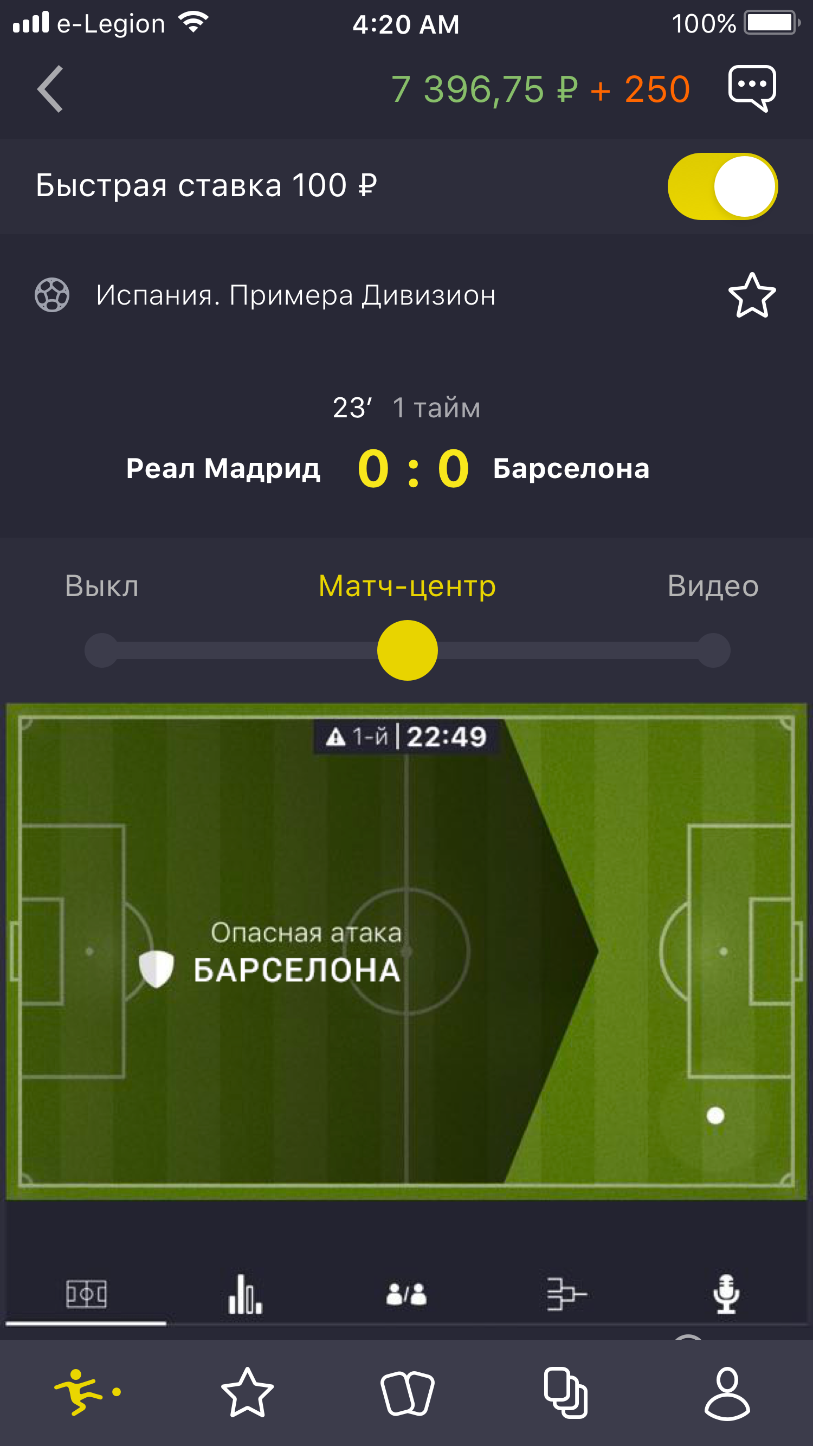 e-Legion 4:20 AM 100%
7 396,75 ₽ + 250
Быстрая ставка 100 ₽
Испания. Примера Дивизион
23′ 1 тайм
Реал Мадрид 0 : 0 Барселона
Выкл Матч-центр Видео
1-й | 22:49
Опасная атака
БАРСЕЛОНА